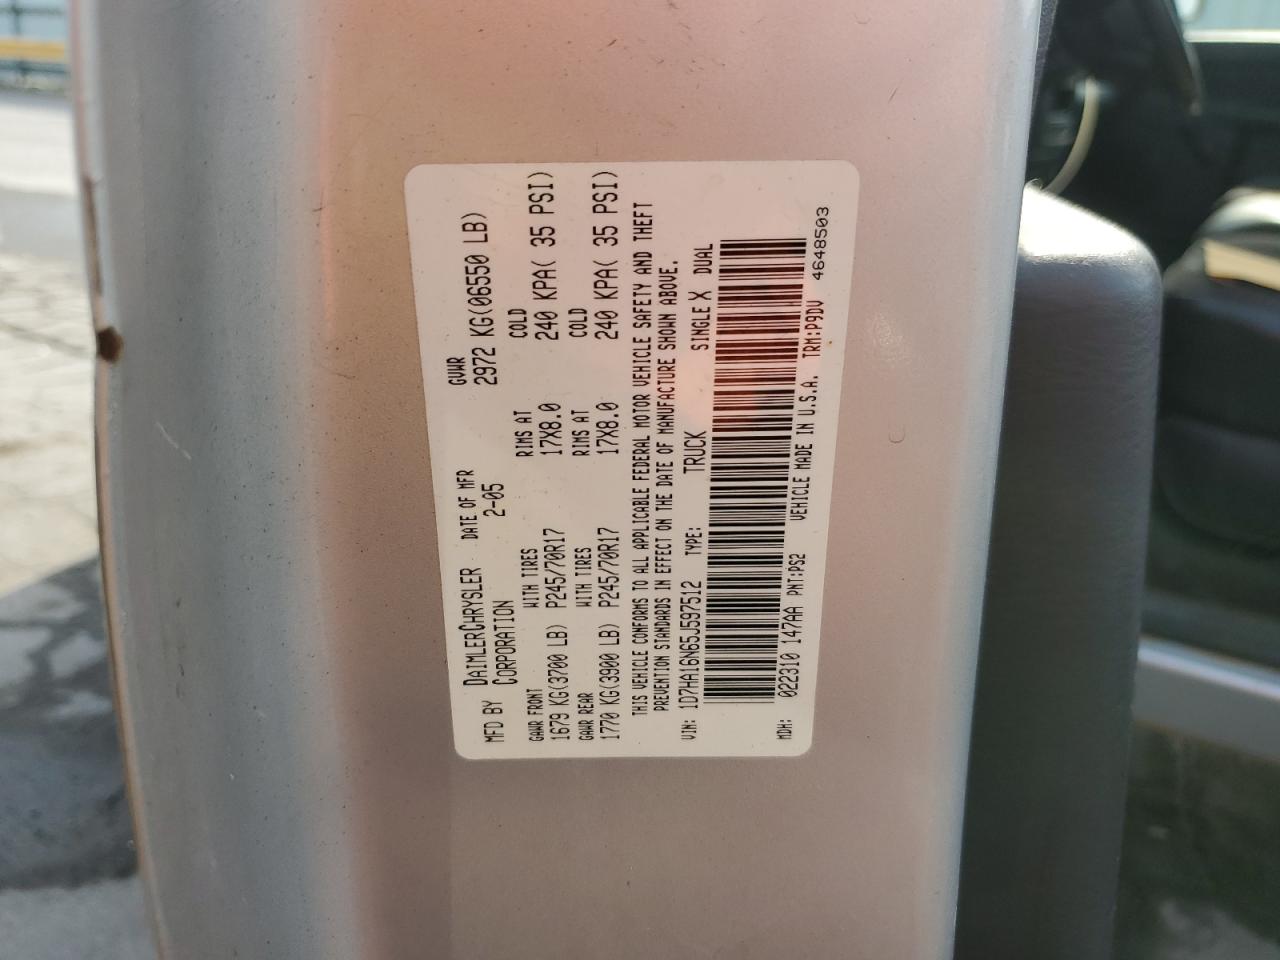 MFD BY DAIMLERCHRYSLER CORPORATION DATE OF MFR 2-05 GVWR 2972 KG(06550 LB)
GAWR FRONT WITH TIRES RIMS AT COLD
1679 KG(3700 LB) P245/70R17 17X8.0 240 KPA( 35 PSI)
GAWR REAR WITH TIRES RIMS AT COLD
1770 KG(3900 LB) P245/70R17 17X8.0 240 KPA( 35 PSI)
THIS VEHICLE CONFORMS TO ALL APPLICABLE FEDERAL MOTOR VEHICLE SAFETY AND THEFT
PREVENTION STANDARDS IN EFFECT ON THE DATE OF MANUFACTURE SHOWN ABOVE.
VIN: 1D7HA16N65J597512 TYPE: TRUCK SINGLE X DUAL
MDH: 022310 147AA PNT:PS2 VEHICLE MADE IN U.S.A. TRM:P9DV
4648503